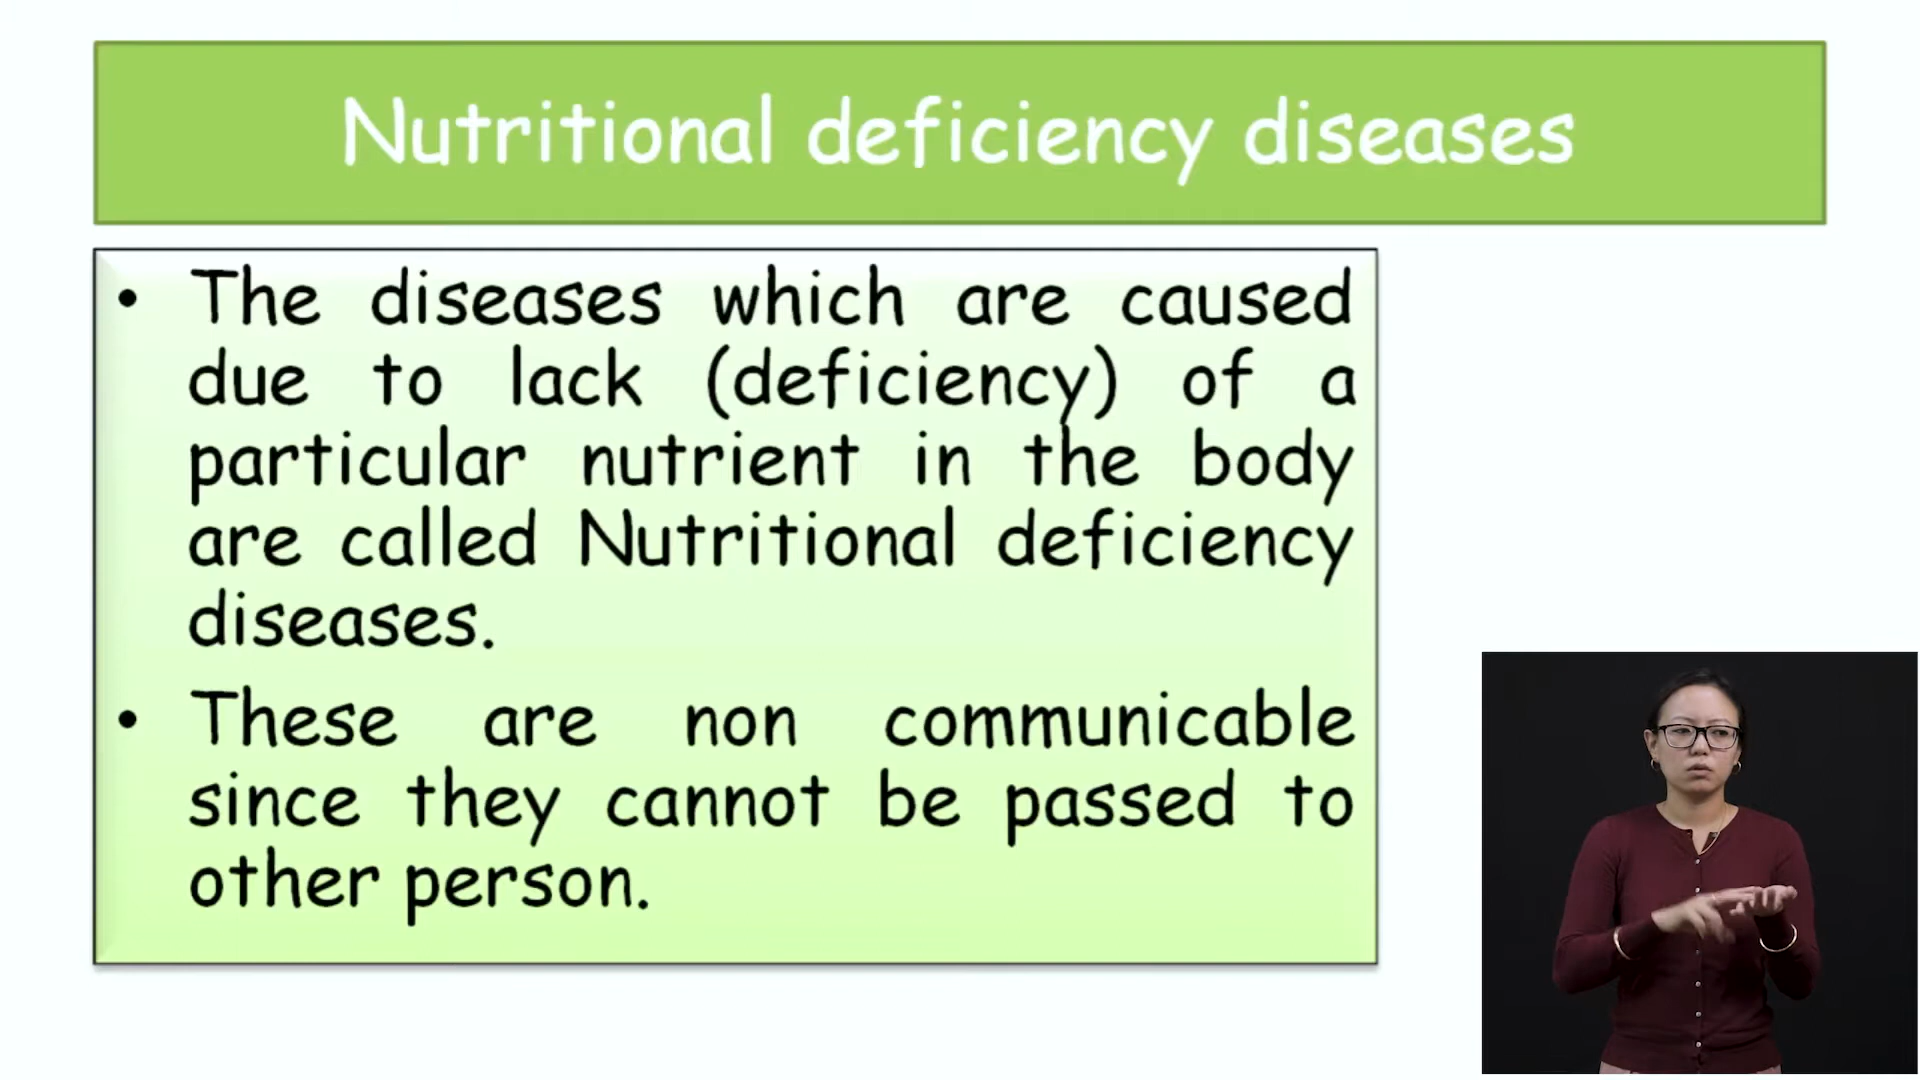 Nutritional deficiency diseases
• The diseases which are caused
due to lack (deficiency) of a
particular nutrient in the body
are called Nutritional deficiency
diseases.
• These are non communicable
since they cannot be passed to
other person.